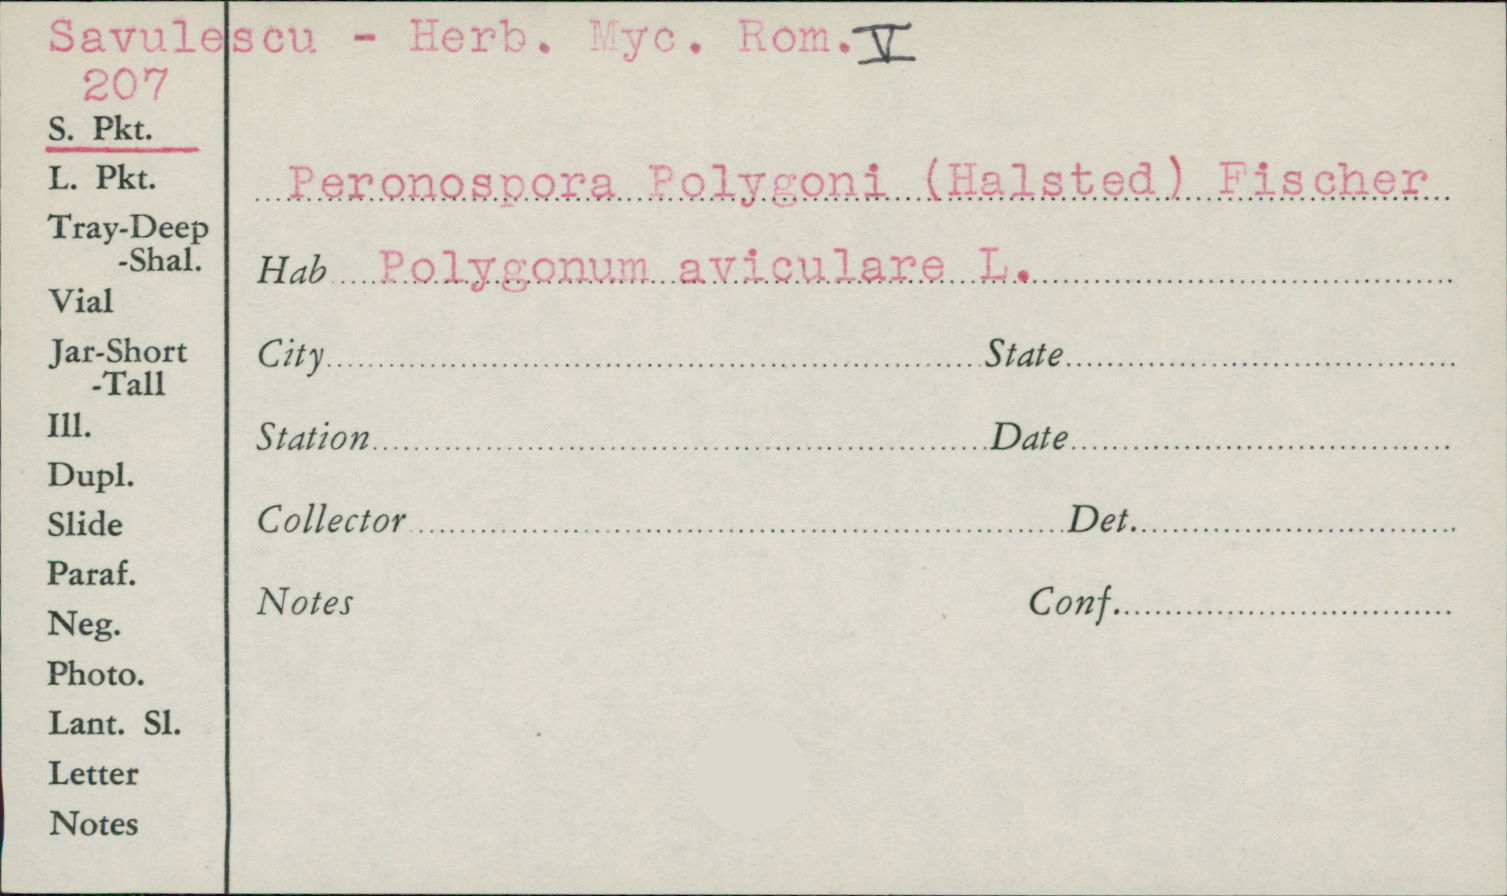 Savulescu - Herb. Myc. Rom. V
207
S. Pkt.
L. Pkt.
Tray-Deep
-Shal.
Vial
Jar-Short
-Tall
Ill.
Dupl.
Slide
Paraf.
Neg.
Photo.
Lant. Sl.
Letter
Notes
Peronospora Polygoni (Halsted) Fischer
Hab Polygonum aviculare L.
City State
Station Date
Collector Det.
Notes Conf.